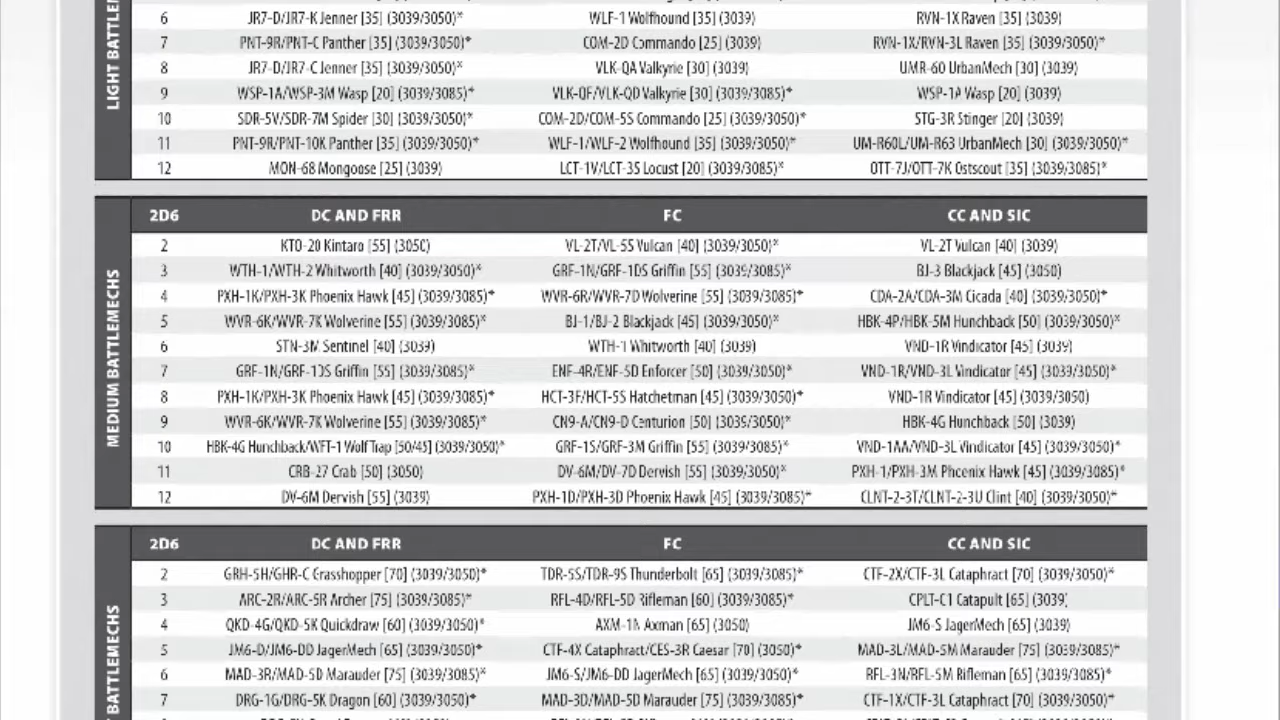 6 JR7-D/JR7-K Jenner [35] (3039/3050)* WLF-1 Wolfhound [35] (3039) RVN-1X Raven [35] (3039)
7 PNT-9R/PNT-C Panther [35] (3039/3050)* COM-2D Commando [25] (3039) RVN-1X/RVN-3L Raven [35] (3039/3050)*
8 JR7-D/JR7-C Jenner [35] (3039/3050)* VLK-QA Valkyrie [30] (3039) UMR-60 UrbanMech [30] (3039)
9 WSP-1A/WSP-3M Wasp [20] (3039/3085)* VLK-QF/VLK-QD Valkyrie [30] (3039/3085)* WSP-1A Wasp [20] (3039)
10 SDR-5V/SDR-7M Spider [30] (3039/3050)* COM-2D/COM-5S Commando [25] (3039/3050)* STG-3R Stinger [20] (3039)
11 PNT-9R/PNT-10K Panther [35] (3039/3050)* WLF-1/WLF-2 Wolfhound [35] (3039/3050)* UM-R60L/UM-R63 UrbanMech [30] (3039/3050)*
12 MON-68 Mongoose [25] (3039) LCT-1V/LCT-3S Locust [20] (3039/3085)* OTT-7J/OTT-7K Ostscout [35] (3039/3085)*
MEDIUM BATTLEMECHS
2D6 DC AND FRR FC CC AND SIC
2 KTO-20 Kintaro [55] (3050) VL-2T/VL-5S Vulcan [40] (3039/3050)* VL-2T Vulcan [40] (3039)
3 WTH-1/WTH-2 Whitworth [40] (3039/3050)* GRF-1N/GRF-1DS Griffin [55] (3039/3085)* BJ-3 Blackjack [45] (3050)
4 PXH-1K/PXH-3K Phoenix Hawk [45] (3039/3085)* WVR-6R/WVR-7D Wolverine [55] (3039/3085)* CDA-2A/CDA-3M Cicada [40] (3039/3050)*
5 WVR-6K/WVR-7K Wolverine [55] (3039/3085)* BJ-1/BJ-2 Blackjack [45] (3039/3050)* HBK-4P/HBK-5M Hunchback [50] (3039/3050)*
6 STN-3M Sentinel [40] (3039) WTH-1 Whitworth [40] (3039) VND-1R Vindicator [45] (3039)
7 GRF-1N/GRF-1DS Griffin [55] (3039/3085)* ENF-4R/ENF-5D Enforcer [50] (3039/3050)* VND-1R/VND-3L Vindicator [45] (3039/3050)*
8 PXH-1K/PXH-3K Phoenix Hawk [45] (3039/3085)* HCT-3F/HCT-5S Hatchetman [45] (3039/3050)* VND-1R Vindicator [45] (3039/3050)
9 WVR-6K/WVR-7K Wolverine [55] (3039/3085)* CN9-A/CN9-D Centurion [50] (3039/3050)* HBK-4G Hunchback [50] (3039)
10 HBK-4G Hunchback/WFT-1 Wolf Trap [50/45] (3039/3050)* GRF-1S/GRF-3M Griffin [55] (3039/3085)* VND-1AA/VND-3L Vindicator [45] (3039/3050)*
11 CRB-27 Crab [50] (3050) DV-6M/DV-7D Dervish [55] (3039/3050)* PXH-1/PXH-3M Phoenix Hawk [45] (3039/3085)*
12 DV-6M Dervish [55] (3039) PXH-1D/PXH-3D Phoenix Hawk [45] (3039/3085)* CLNT-2-3T/CLNT-2-3U Clint [40] (3039/3050)*
2D6 DC AND FRR FC CC AND SIC
2 GRH-5H/GHR-C Grasshopper [70] (3039/3050)* TDR-5S/TDR-9S Thunderbolt [65] (3039/3085)* CTF-2X/CTF-3L Cataphract [70] (3039/3050)*
3 ARC-2R/ARC-5R Archer [75] (3039/3085)* RFL-4D/RFL-5D Rifleman [60] (3039/3085)* CPLT-C1 Catapult [65] (3039)
4 QKD-4G/QKD-5K Quickdraw [60] (3039/3050)* AXM-1N Axman [65] (3050) JM6-S JagerMech [65] (3039)
5 JM6-D/JM6-DD JagerMech [65] (3039/3050)* CTF-4X Cataphract/CES-3R Caesar [70] (3050)* MAD-3L/MAD-5M Marauder [75] (3039/3085)*
6 MAD-3R/MAD-5D Marauder [75] (3039/3085)* JM6-S/JM6-DD JagerMech [65] (3039/3050)* RFL-3N/RFL-5M Rifleman [60] (3039/3085)*
7 DRG-1G/DRG-5K Dragon [60] (3039/3050)* MAD-3D/MAD-5D Marauder [75] (3039/3085)* CTF-1X/CTF-3L Cataphract [70] (3039/3050)*